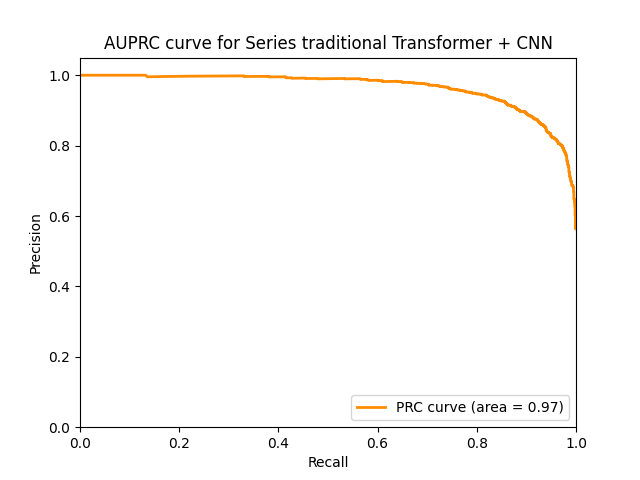 AUPRC curve for Series traditional Transformer + CNN
1.0
0.8
0.6
0.4
0.2
0.0
Precision
PRC curve (area = 0.97)
0.0 0.2 0.4 0.6 0.8 1.0
Recall